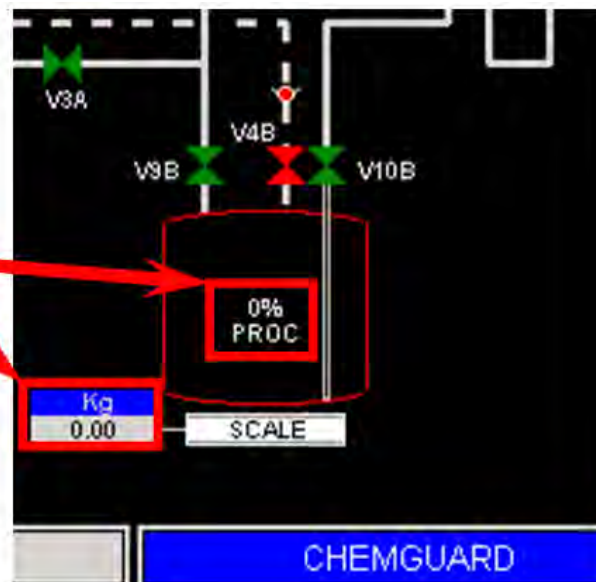 V3A
V4B
V9B
V10B
0%
PROC
Kg
0.00
SCALE
CHEMGUARD